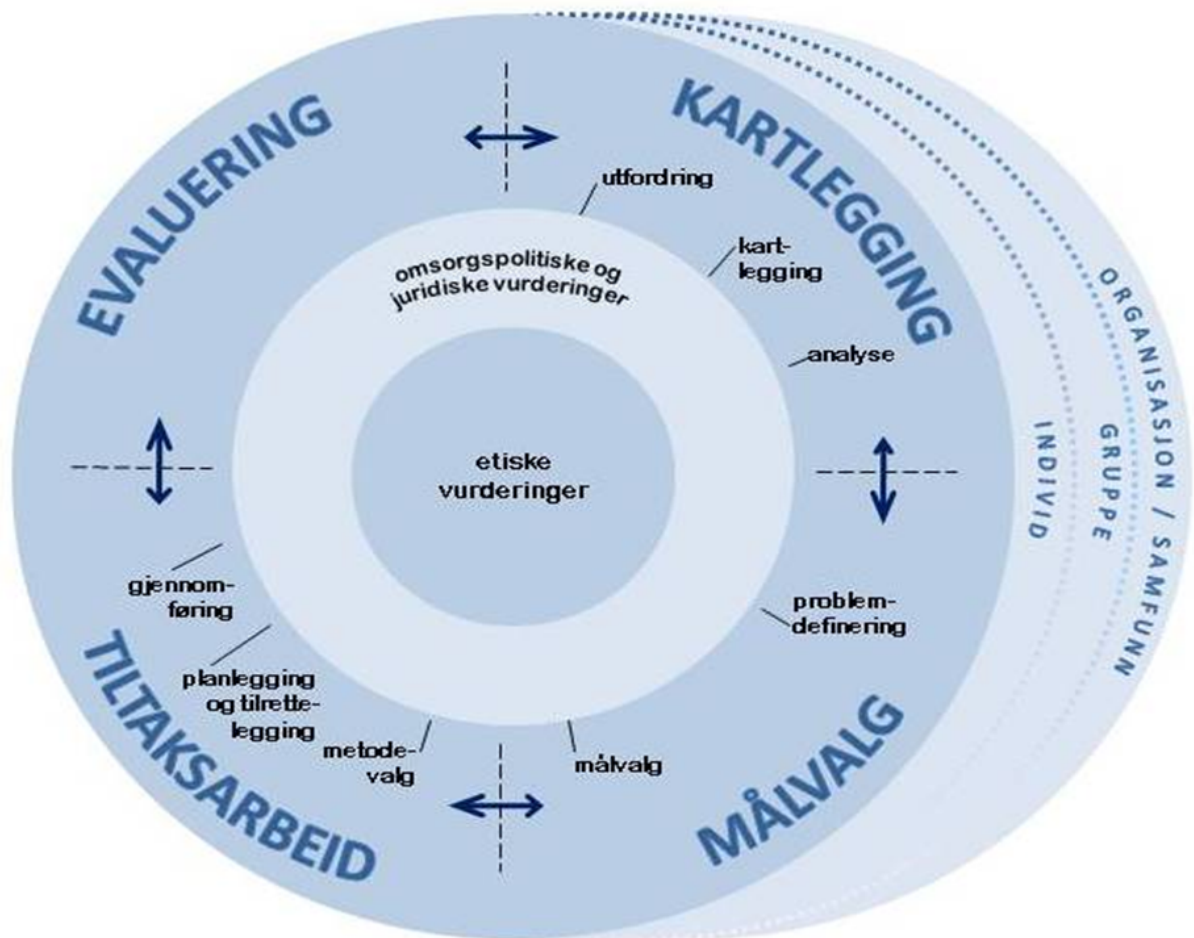 EVALUERING
KARTLEGGING
utfordring
kart-
legging
analyse
omsorgspolitiske og
juridiske vurderinger
etiske
vurderinger
INDIVID
GRUPPE
ORGANISASJON / SAMFUNN
problem-
definering
MÅLVALG
målvalg
metode-
valg
planlegging
og tilrette-
legging
gjennom-
føring
TILTAKSARBEID